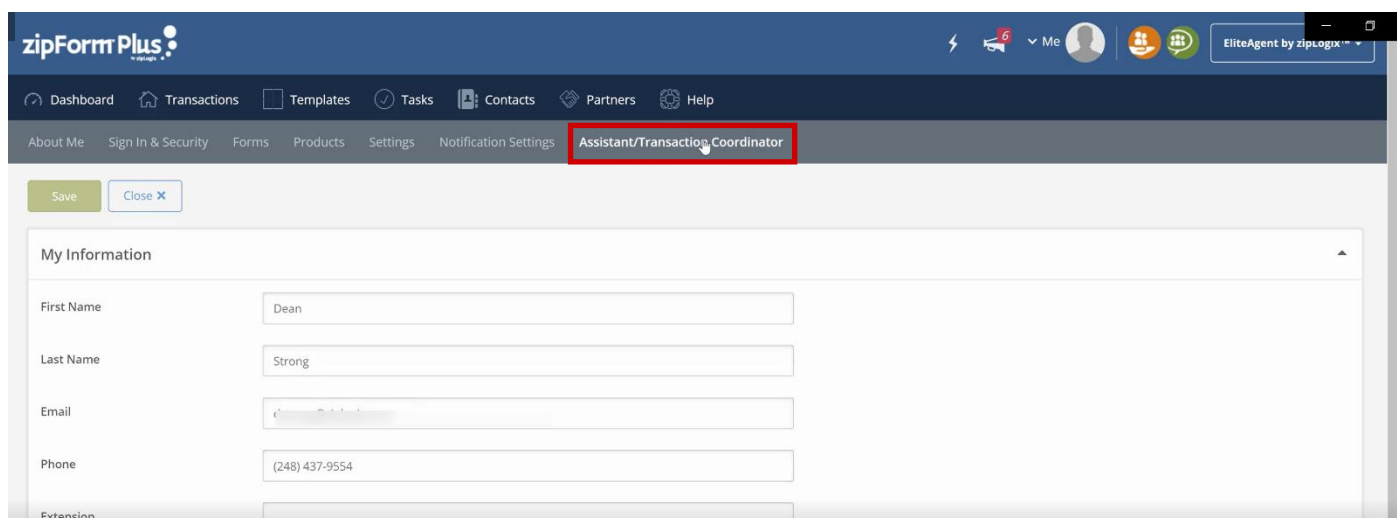 zipForm Plus
by zipLogix
6
Me
EliteAgent by zipLogix™
Dashboard Transactions Templates Tasks Contacts Partners Help
About Me Sign In & Security Forms Products Settings Notification Settings Assistant/Transaction Coordinator
Save Close ×
My Information
First Name Dean
Last Name Strong
Email
Phone (248) 437-9554
Extension